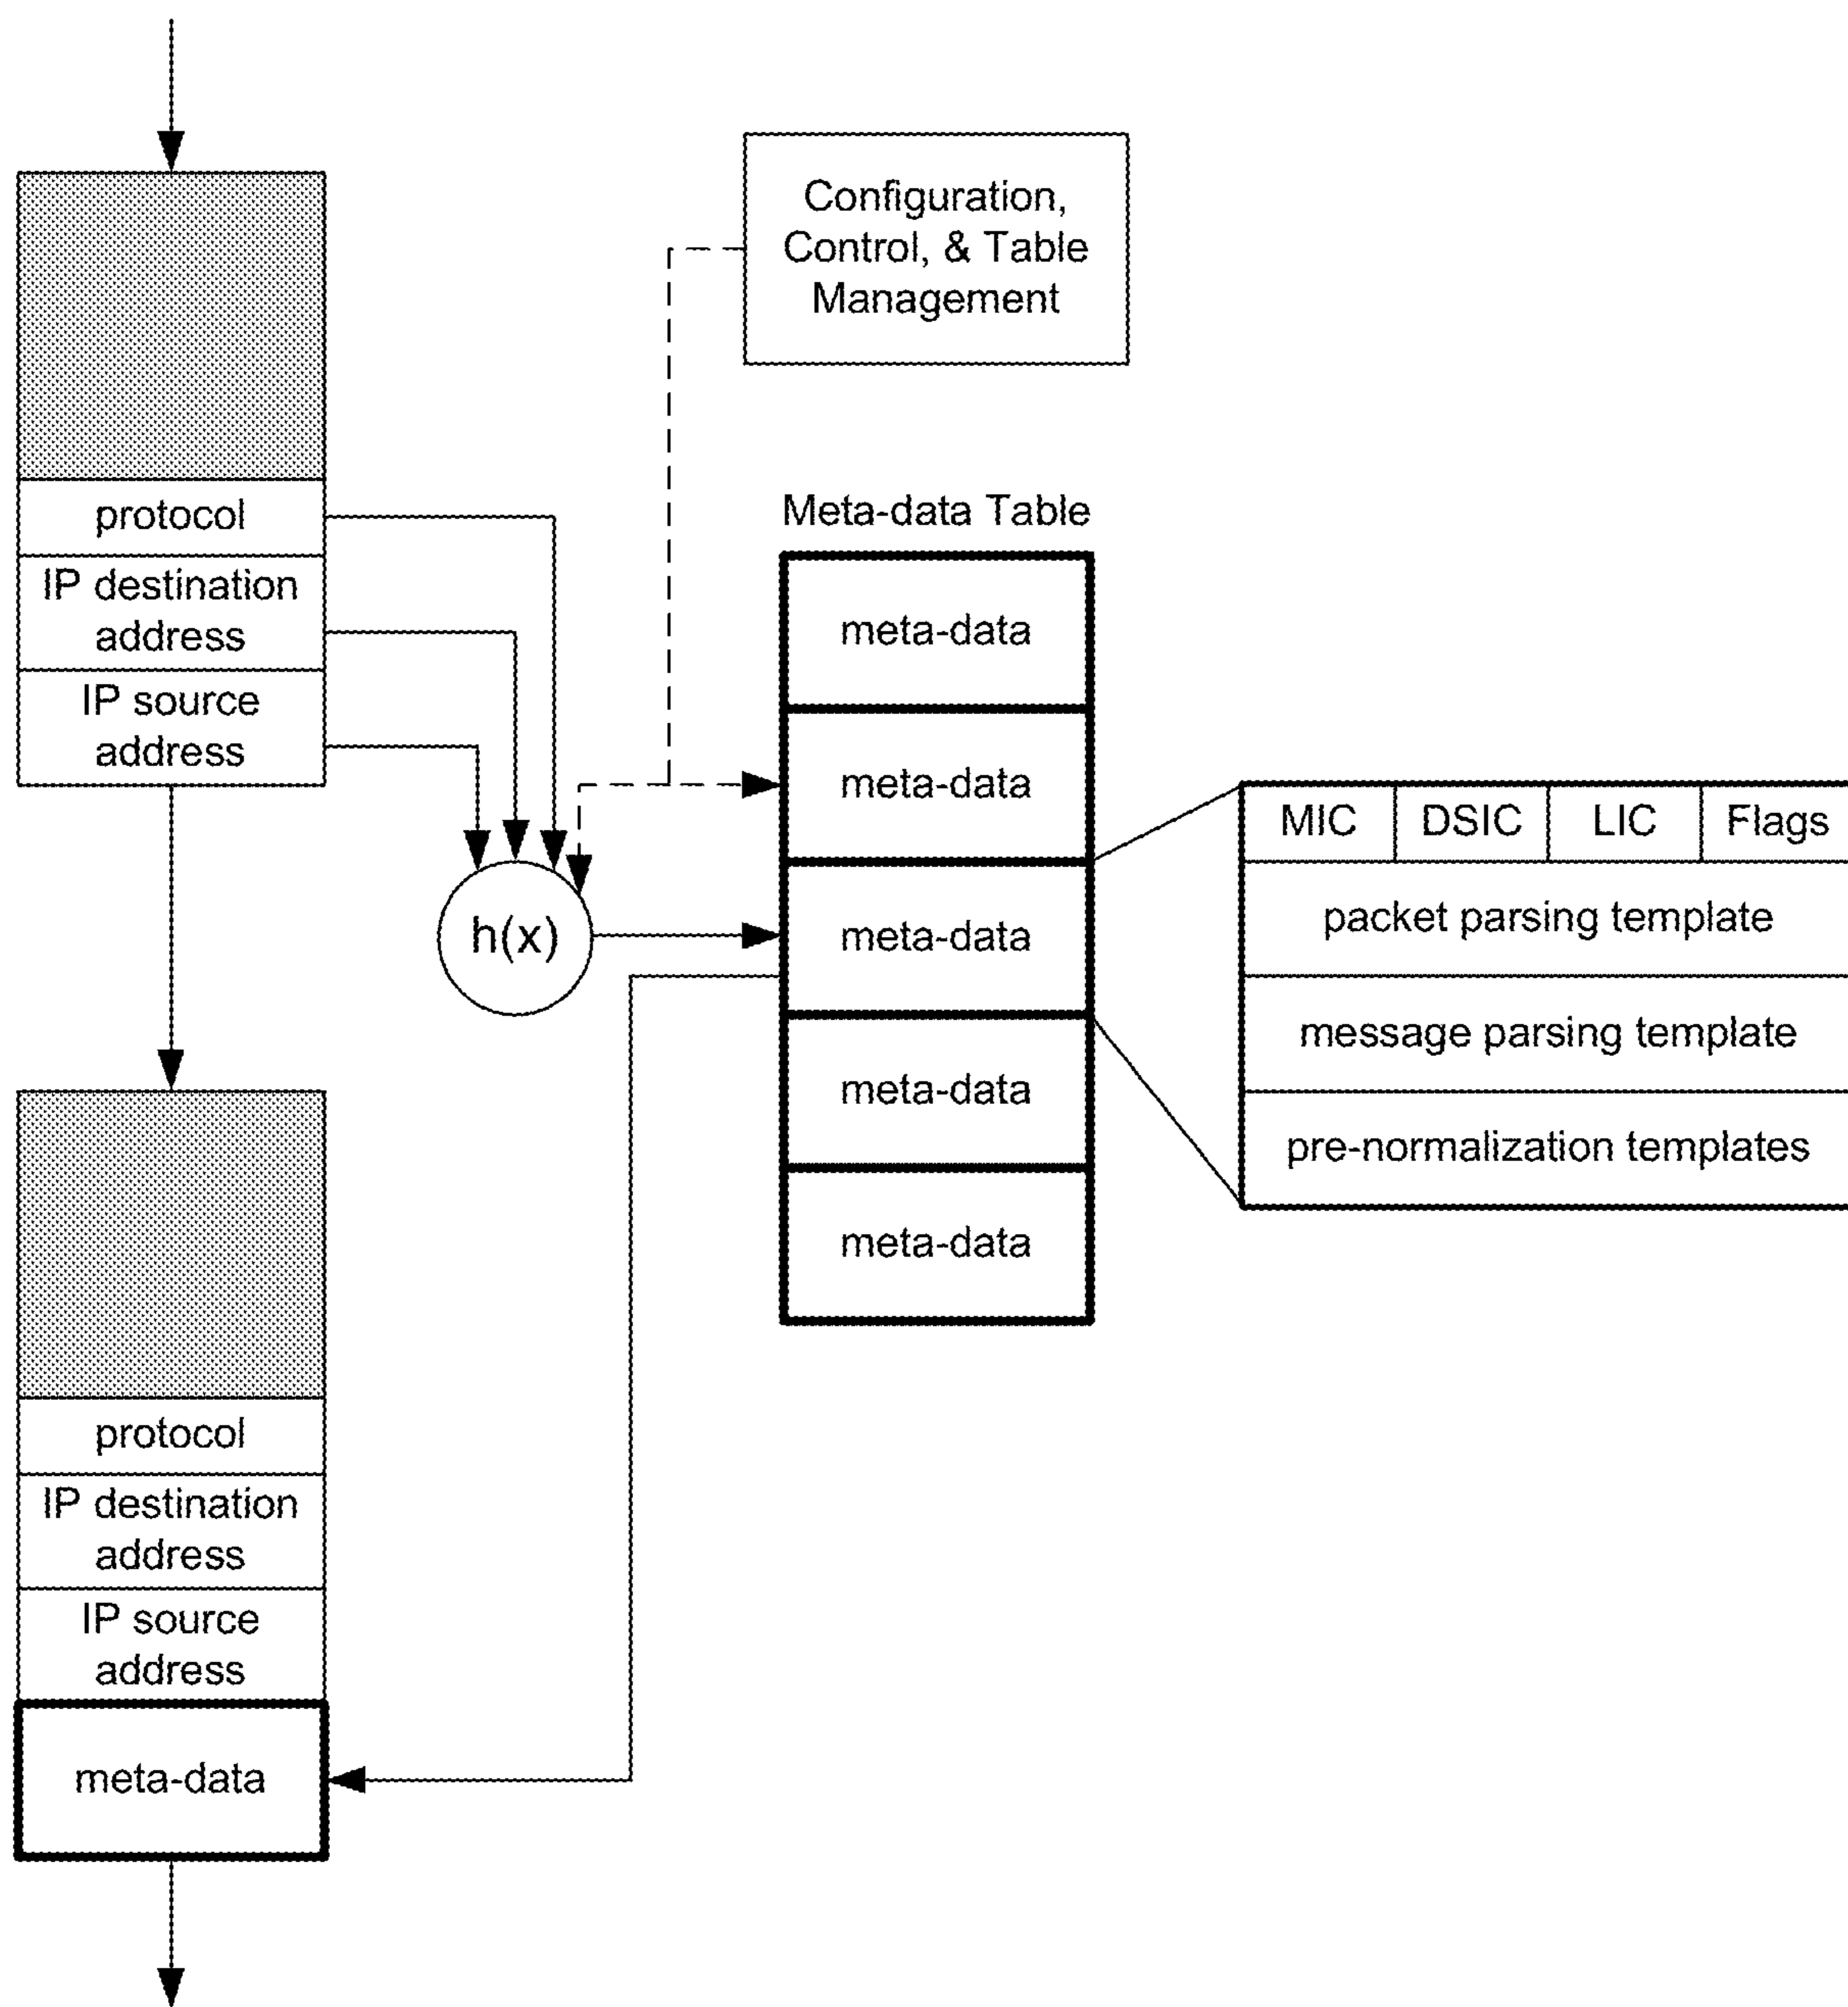 Configuration,
Control, & Table
Management
protocol
IP destination
address
IP source
address
h(x)
Meta-data Table
meta-data
meta-data
meta-data
meta-data
meta-data
MIC DSIC LIC Flags
packet parsing template
message parsing template
pre-normalization templates
protocol
IP destination
address
IP source
address
meta-data